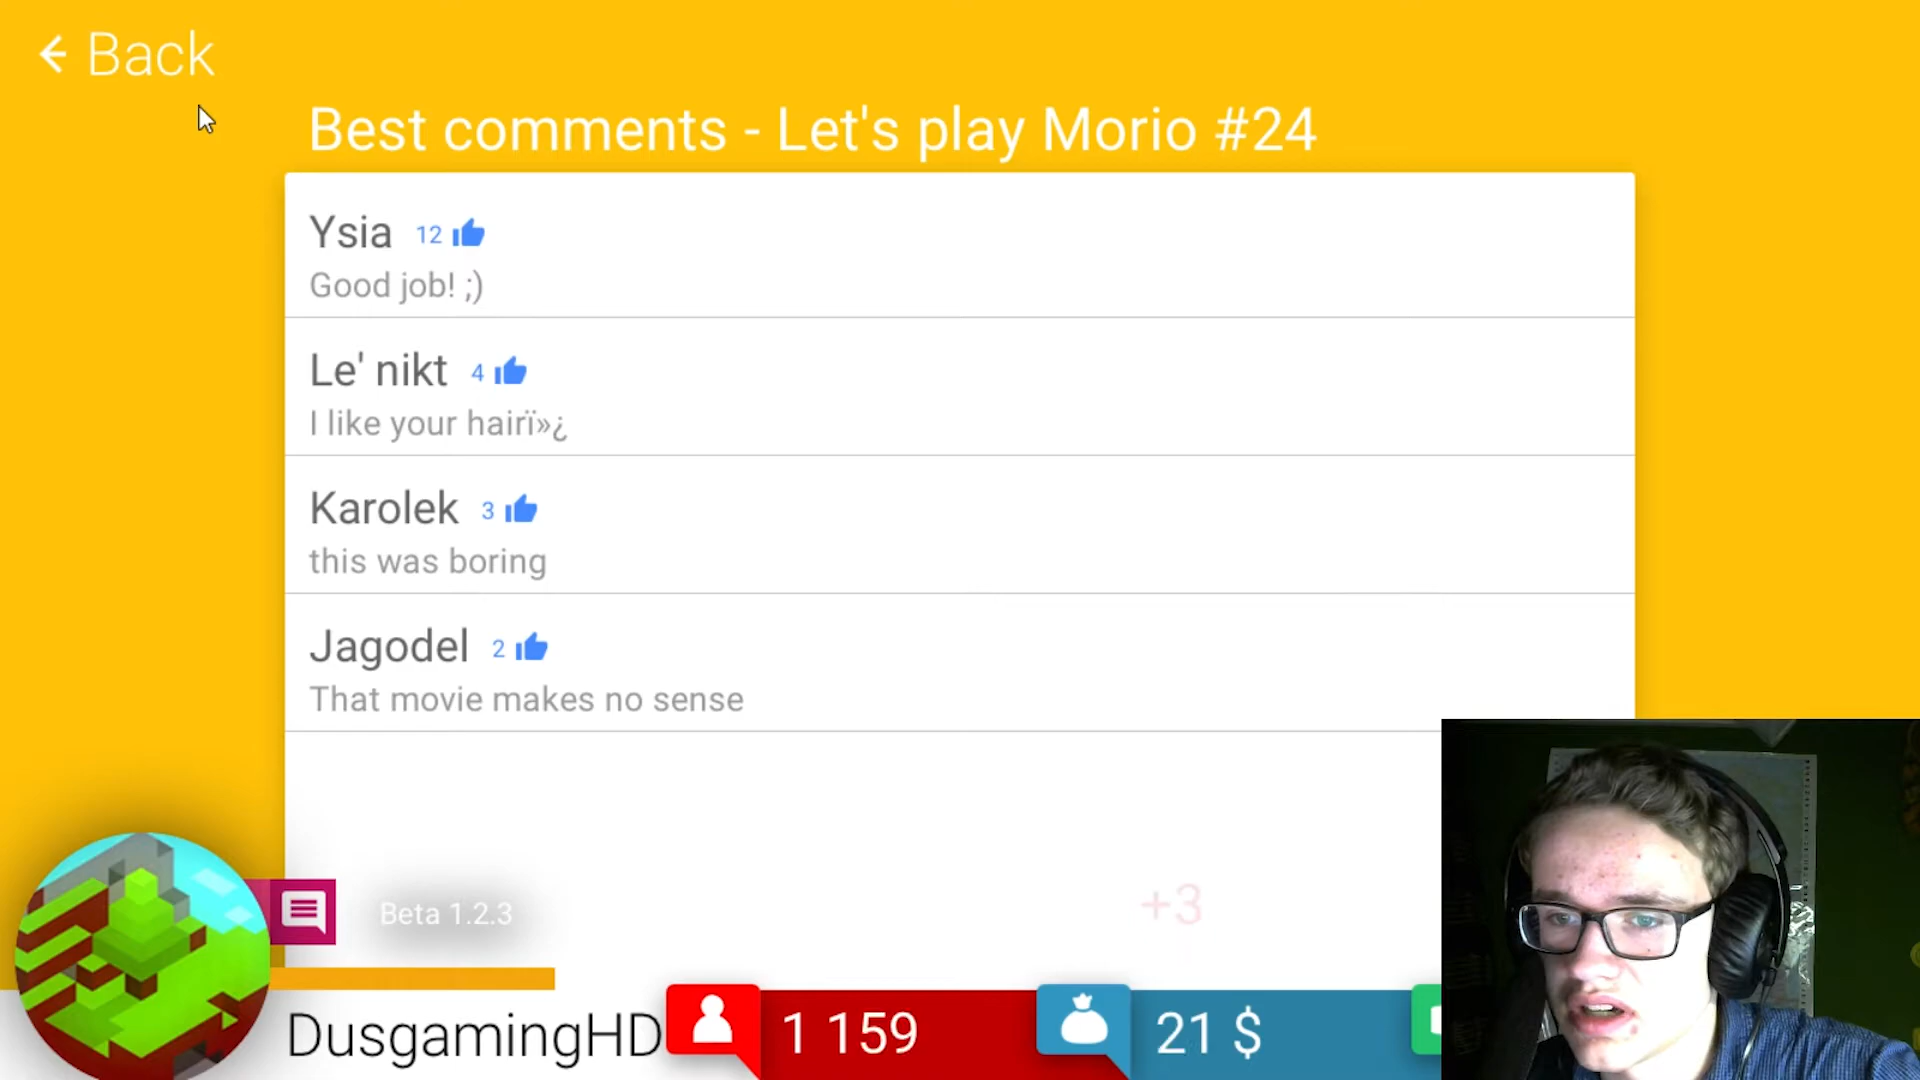 Back
Best comments - Let's play Morio #24
Ysia 12
Good job! ;)
Le' nikt 4
I like your hairï»¿
Karolek 3
this was boring
Jagodel 2
That movie makes no sense
+3
Beta 1.2.3
DusgamingHD
1 159
21 $